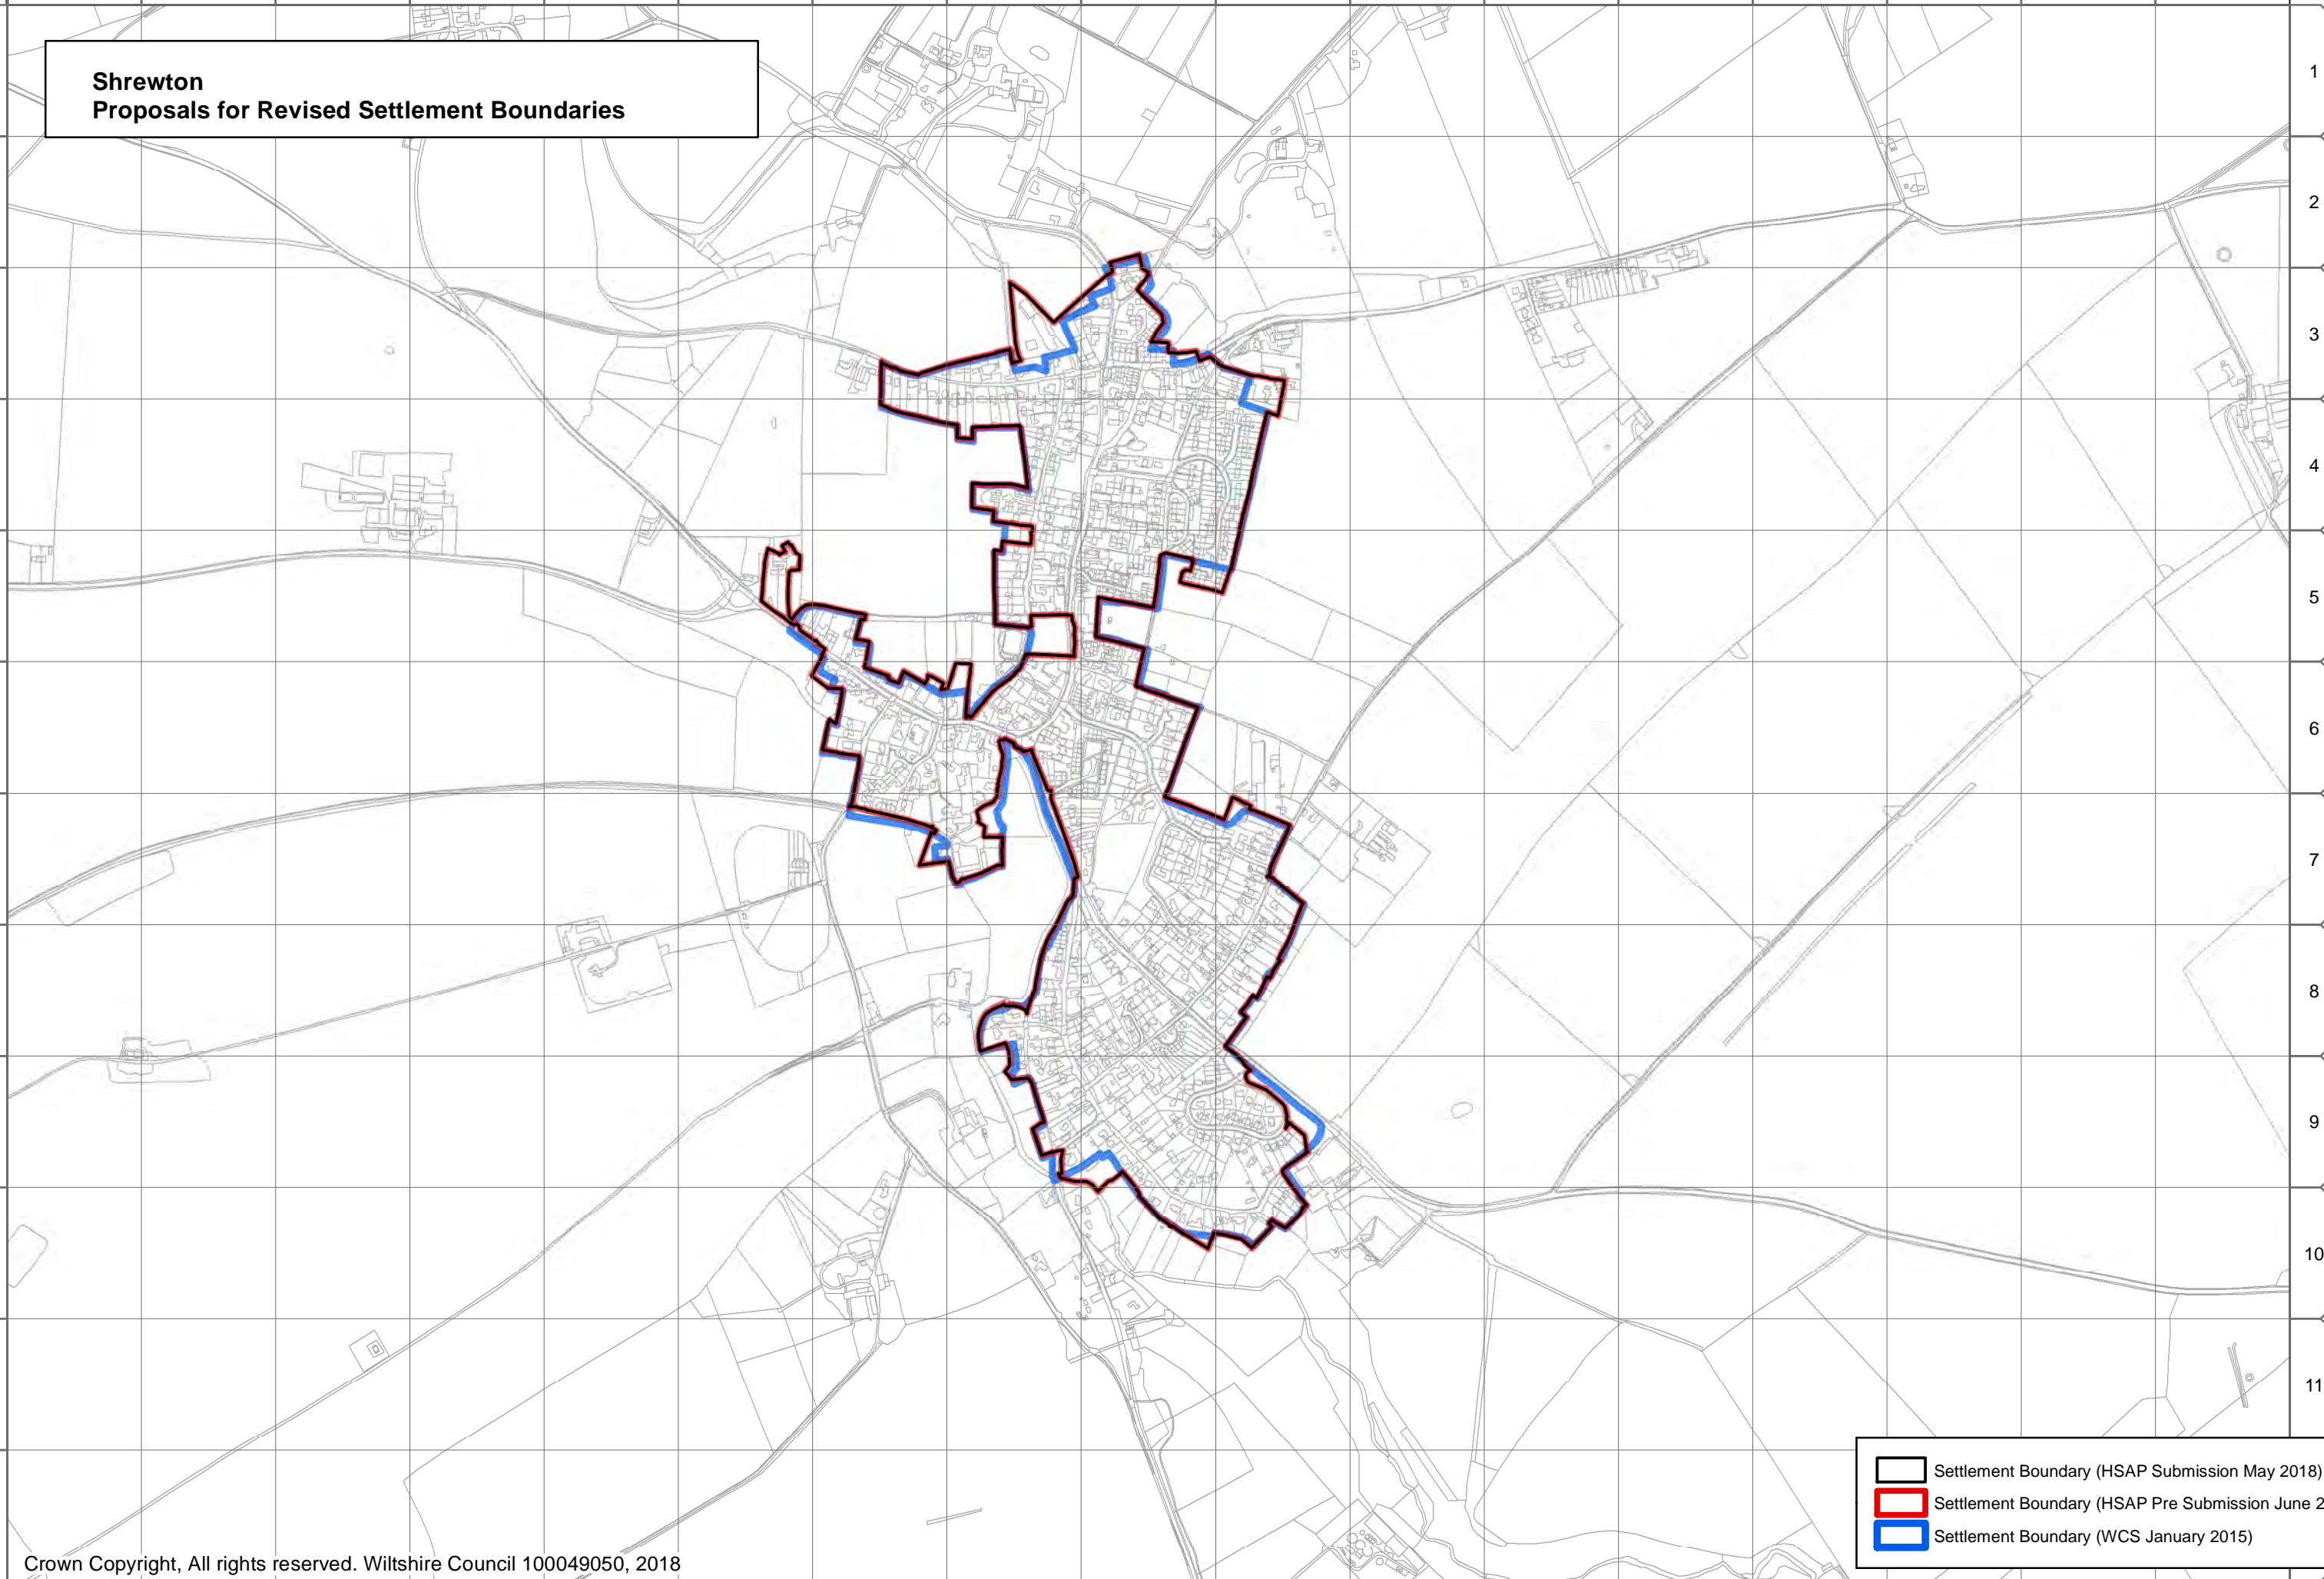 Shrewton
Proposals for Revised Settlement Boundaries
1
2
3
4
5
6
7
8
9
10
11
Settlement Boundary (HSAP Submission May 2018)
Settlement Boundary (HSAP Pre Submission June 2
Settlement Boundary (WCS January 2015)
Crown Copyright, All rights reserved. Wiltshire Council 100049050, 2018